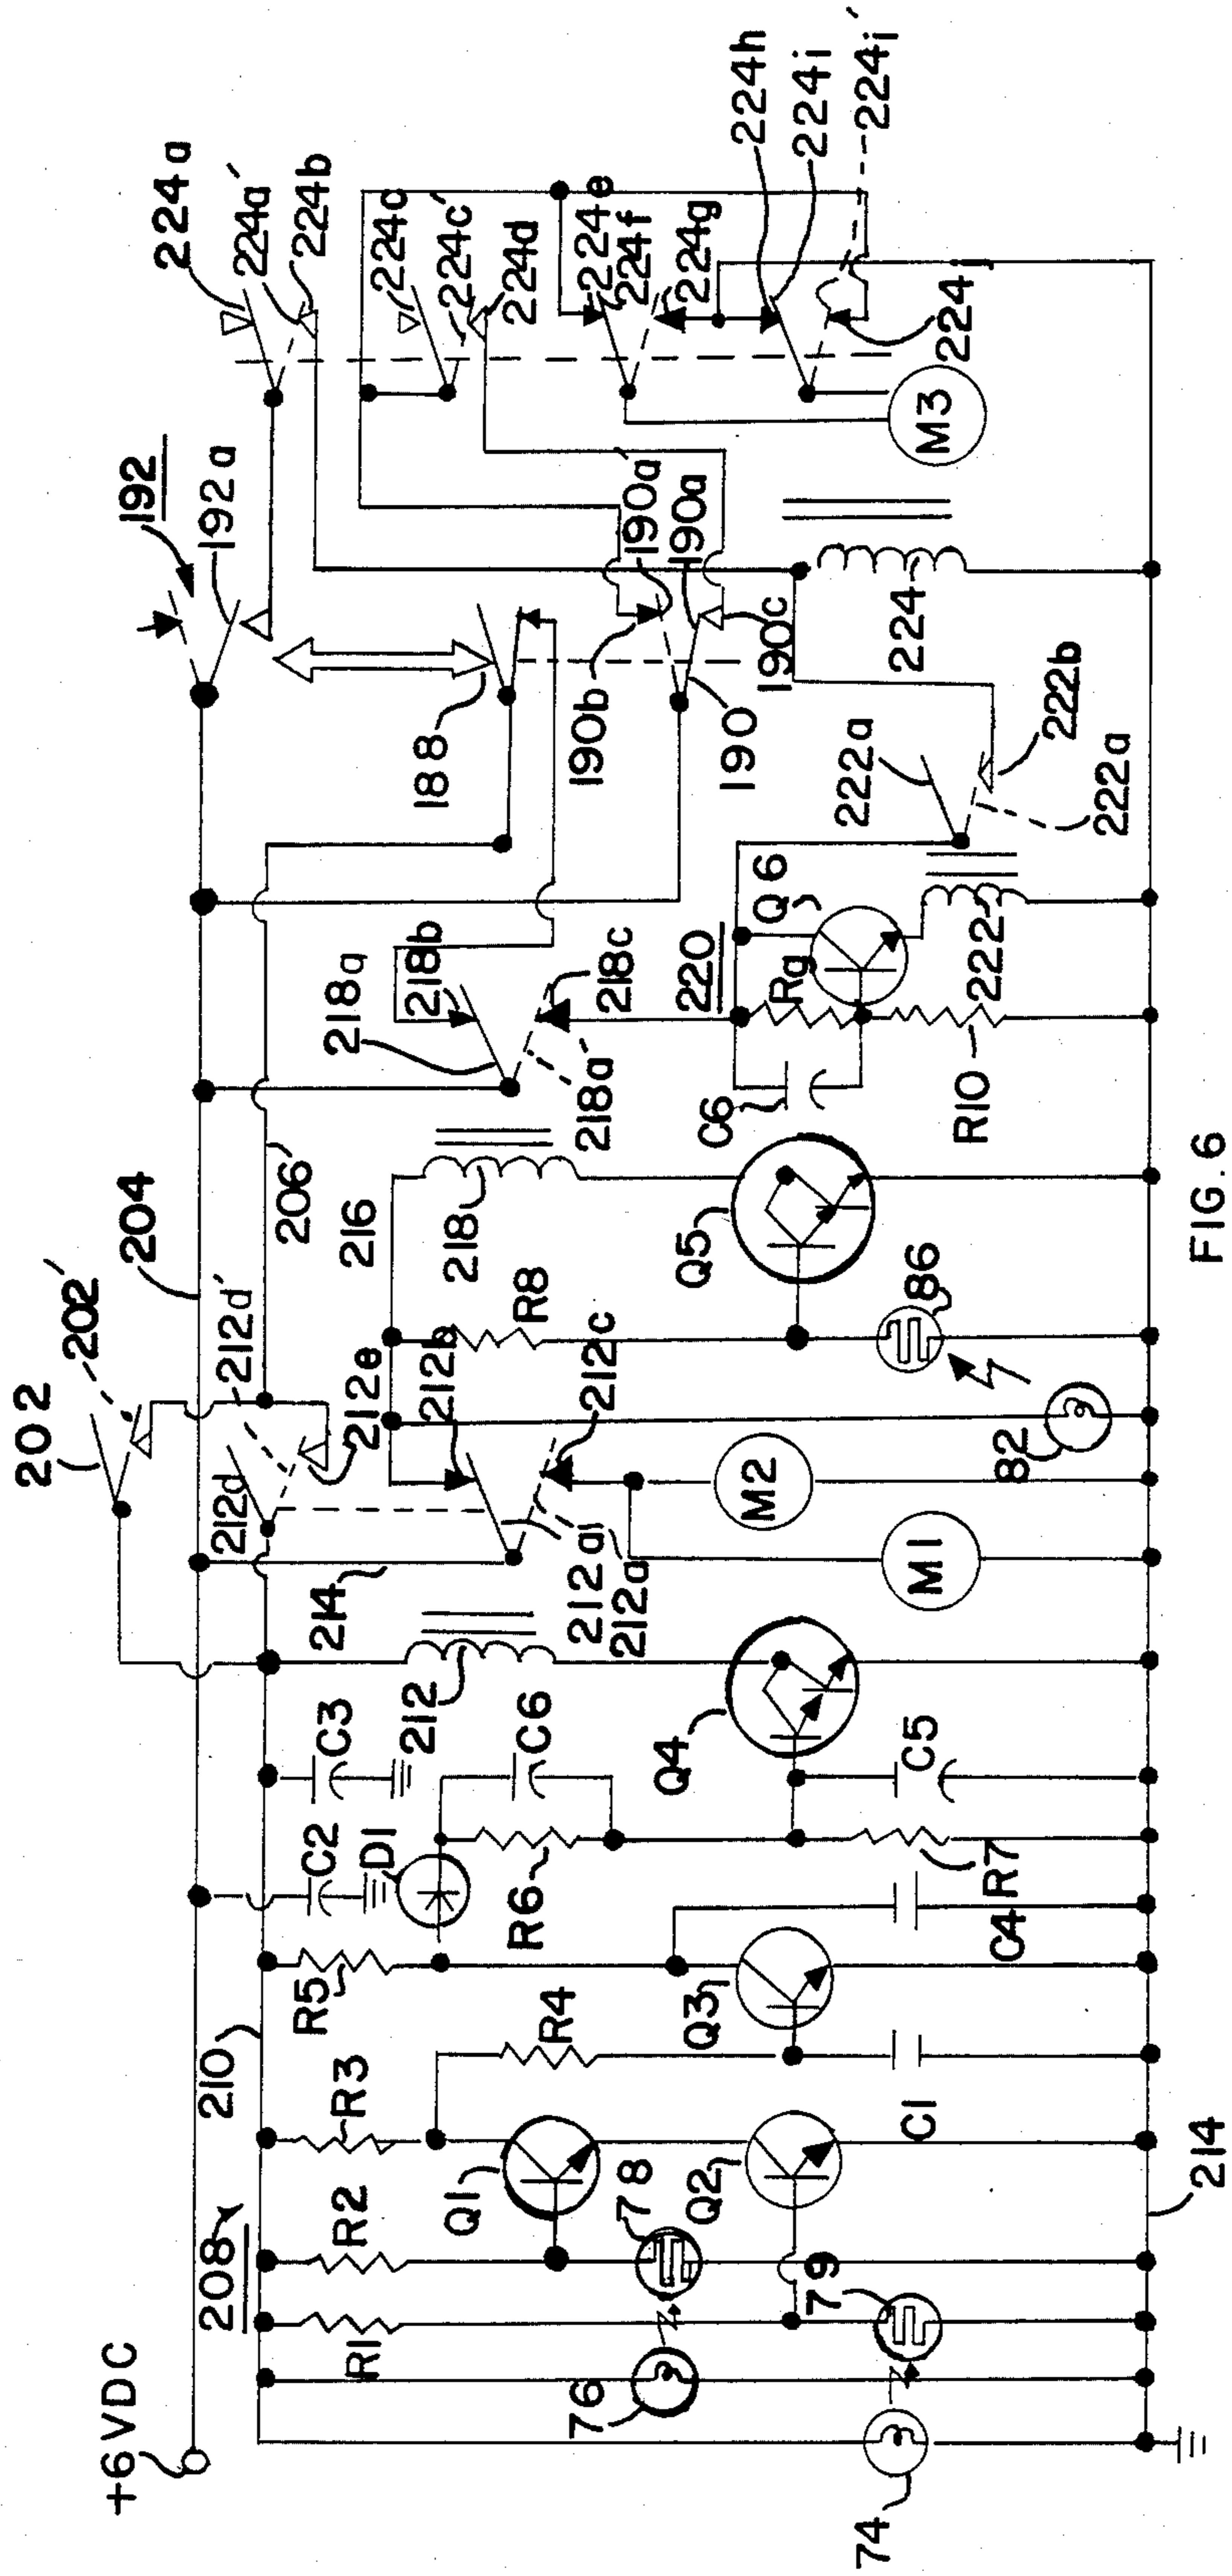 +6VDC
208
210
R1
R2
R3
R4
R5
Q1
Q2
Q3
76
78
74
79
C1
C4
C2
D1
C3
R6
C6
R7
C5
Q4
212
214
214
202
202'
204
206'
212d
212d'
212e
212b
212c
212a'
212a
M1
M2
82
86
R8
216
218
Q5
218a
218b
218c
218a'
220
C6
R9
Q6
R10
222
222a
222a
222b
188
192
192a
190b
190a
190a
190c
190
224
M3
224a
224a'
224b
224c
224c'
224d
224e
224f
224g
224h
224i
224i'
224j
FIG. 6